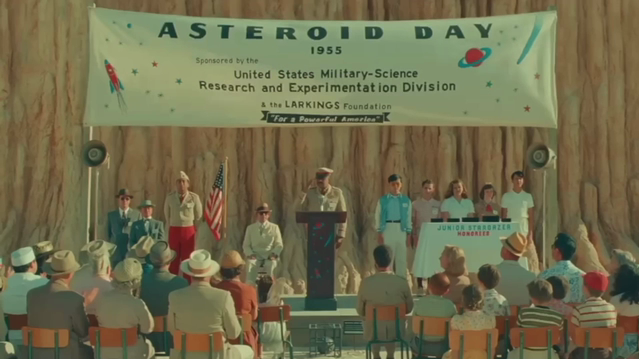 ASTEROID DAY
1955
Sponsored by the
United States Military-Science
Research and Experimentation Division
& the LARKINGS Foundation
"For a Powerful America"
JUNIOR STARGAZER
HONOREES